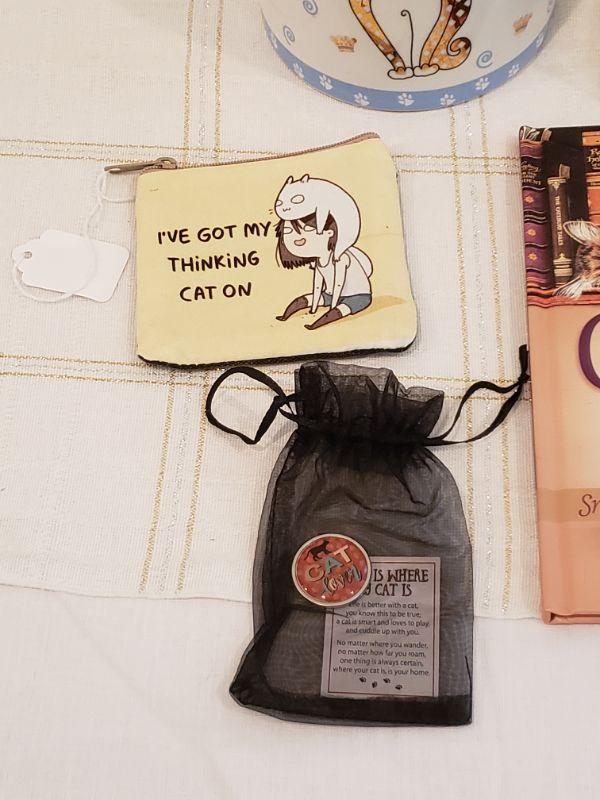 I'VE GOT MY
THINKING
CAT ON
CAT
lover
IS WHERE
CAT IS
Life is better with a cat,
you know this to be true,
a cat is smart and loves to play
and cuddle up with you.
No matter where you wander,
no matter how far you roam,
one thing is always certain,
where your cat is, is your home.